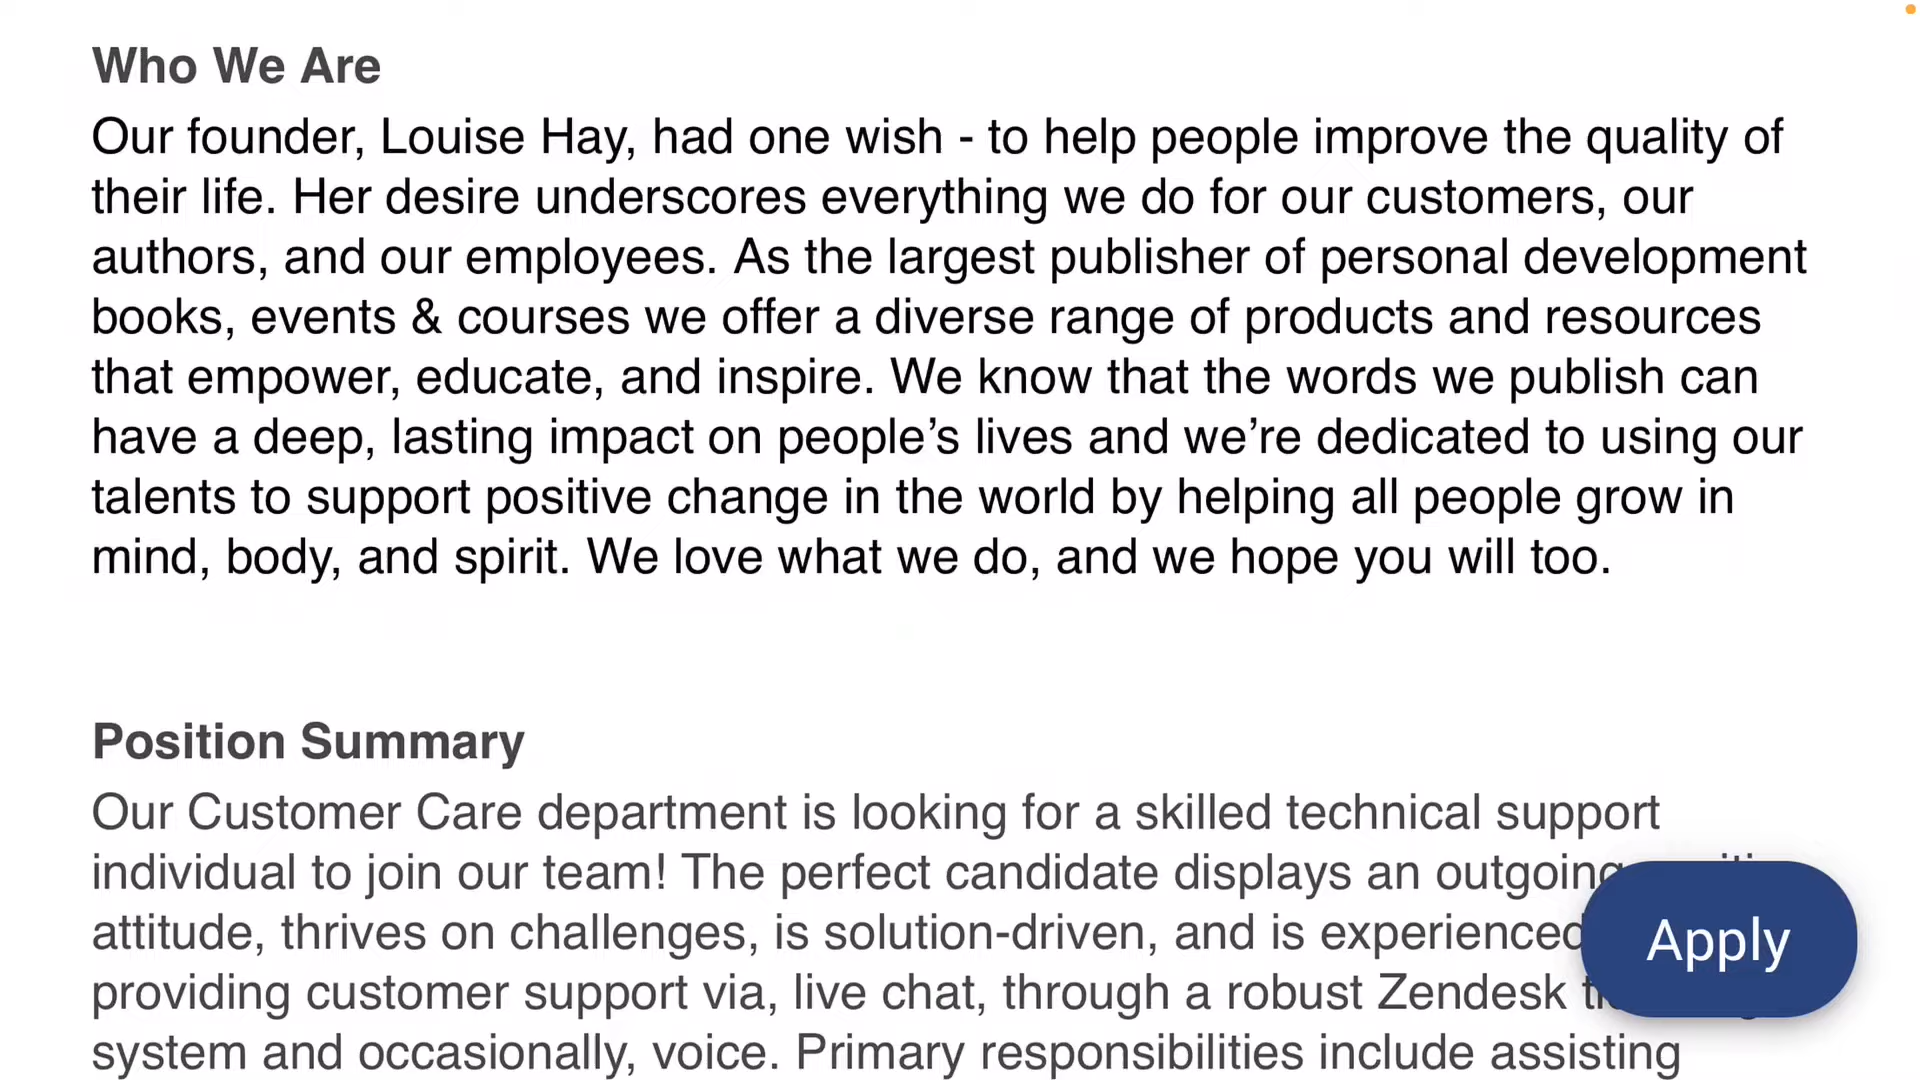 Who We Are
Our founder, Louise Hay, had one wish - to help people improve the quality of
their life. Her desire underscores everything we do for our customers, our
authors, and our employees. As the largest publisher of personal development
books, events & courses we offer a diverse range of products and resources
that empower, educate, and inspire. We know that the words we publish can
have a deep, lasting impact on people’s lives and we’re dedicated to using our
talents to support positive change in the world by helping all people grow in
mind, body, and spirit. We love what we do, and we hope you will too.
Position Summary
Our Customer Care department is looking for a skilled technical support
individual to join our team! The perfect candidate displays an outgoing
attitude, thrives on challenges, is solution-driven, and is experienced
Apply
providing customer support via, live chat, through a robust Zendesk
system and occasionally, voice. Primary responsibilities include assisting